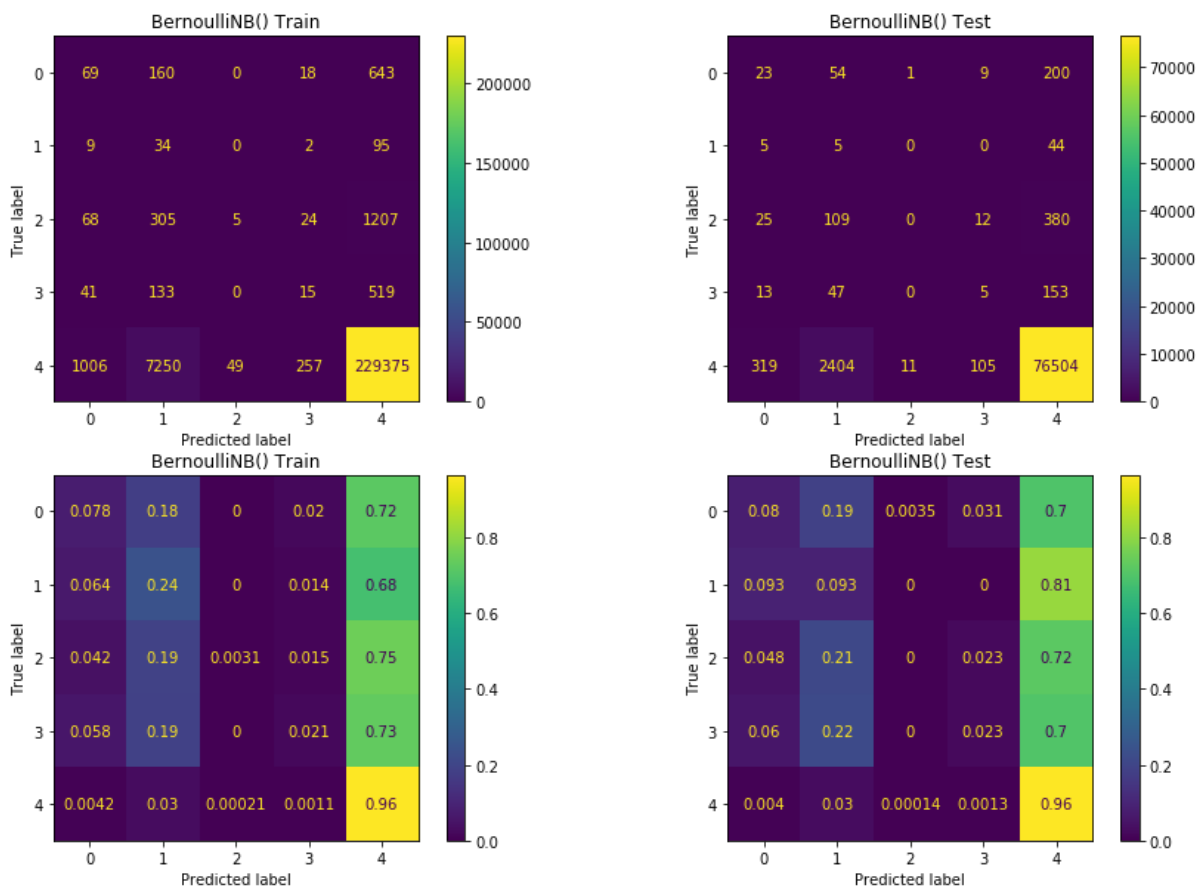 BernoulliNB() Train
0 69 160 0 18 643
1 9 34 0 2 95
2 68 305 5 24 1207
3 41 133 0 15 519
4 1006 7250 49 257 229375
0 1 2 3 4
True label
Predicted label
200000
150000
100000
50000
0
BernoulliNB() Test
0 23 54 1 9 200
1 5 5 0 0 44
2 25 109 0 12 380
3 13 47 0 5 153
4 319 2404 11 105 76504
0 1 2 3 4
True label
Predicted label
70000
60000
50000
40000
30000
20000
10000
0
BernoulliNB() Train
0 0.078 0.18 0 0.02 0.72
1 0.064 0.24 0 0.014 0.68
2 0.042 0.19 0.0031 0.015 0.75
3 0.058 0.19 0 0.021 0.73
4 0.0042 0.03 0.00021 0.0011 0.96
0 1 2 3 4
True label
Predicted label
0.8
0.6
0.4
0.2
0.0
BernoulliNB() Test
0 0.08 0.19 0.0035 0.031 0.7
1 0.093 0.093 0 0 0.81
2 0.048 0.21 0 0.023 0.72
3 0.06 0.22 0 0.023 0.7
4 0.004 0.03 0.00014 0.0013 0.96
0 1 2 3 4
True label
Predicted label
0.8
0.6
0.4
0.2
0.0